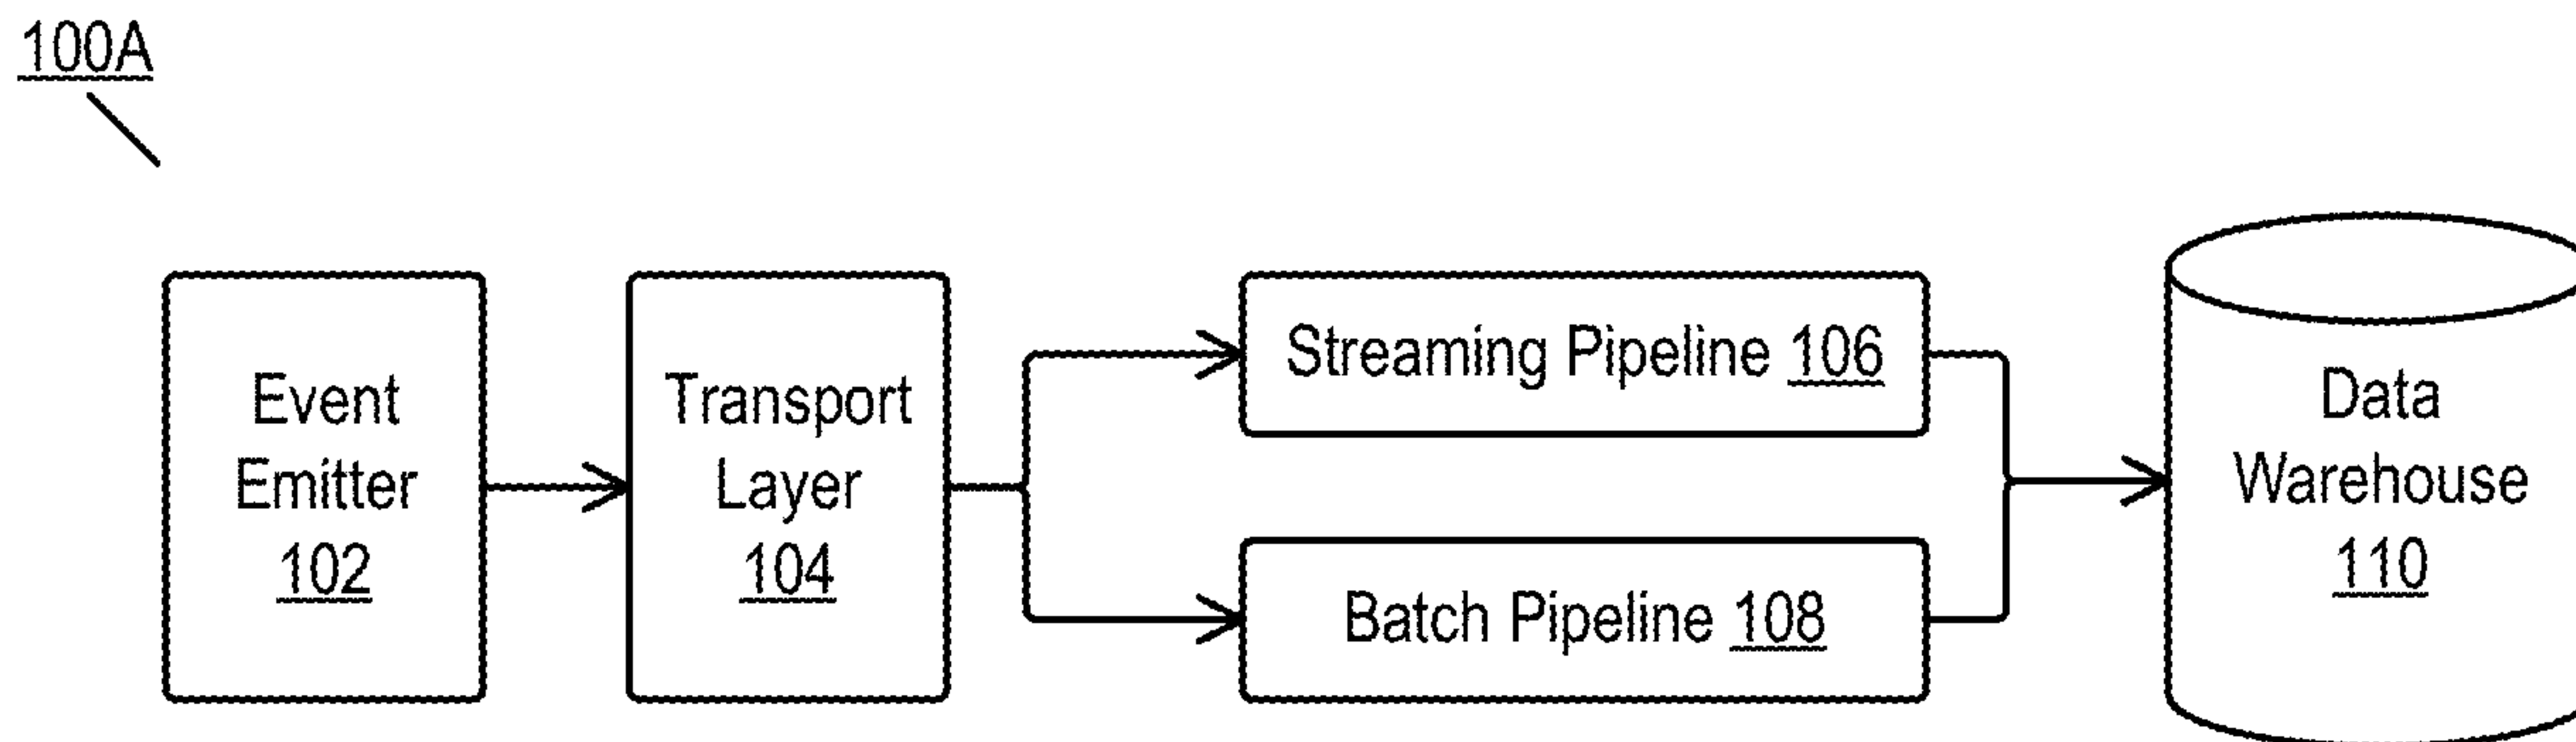 100A
Event
Emitter
102
Transport
Layer
104
Streaming Pipeline 106
Batch Pipeline 108
Data
Warehouse
110